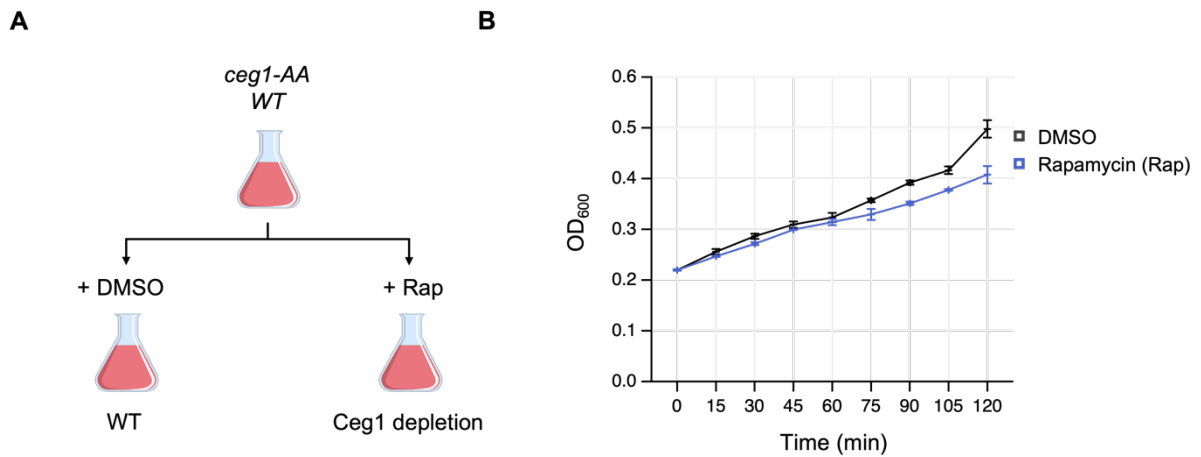 A
ceg1-AA
WT
+ DMSO
+ Rap
WT
Ceg1 depletion
B
0.6
0.5
0.4
0.3
0.2
0.1
0.0
OD600
0 15 30 45 60 75 90 105 120
Time (min)
DMSO
Rapamycin (Rap)